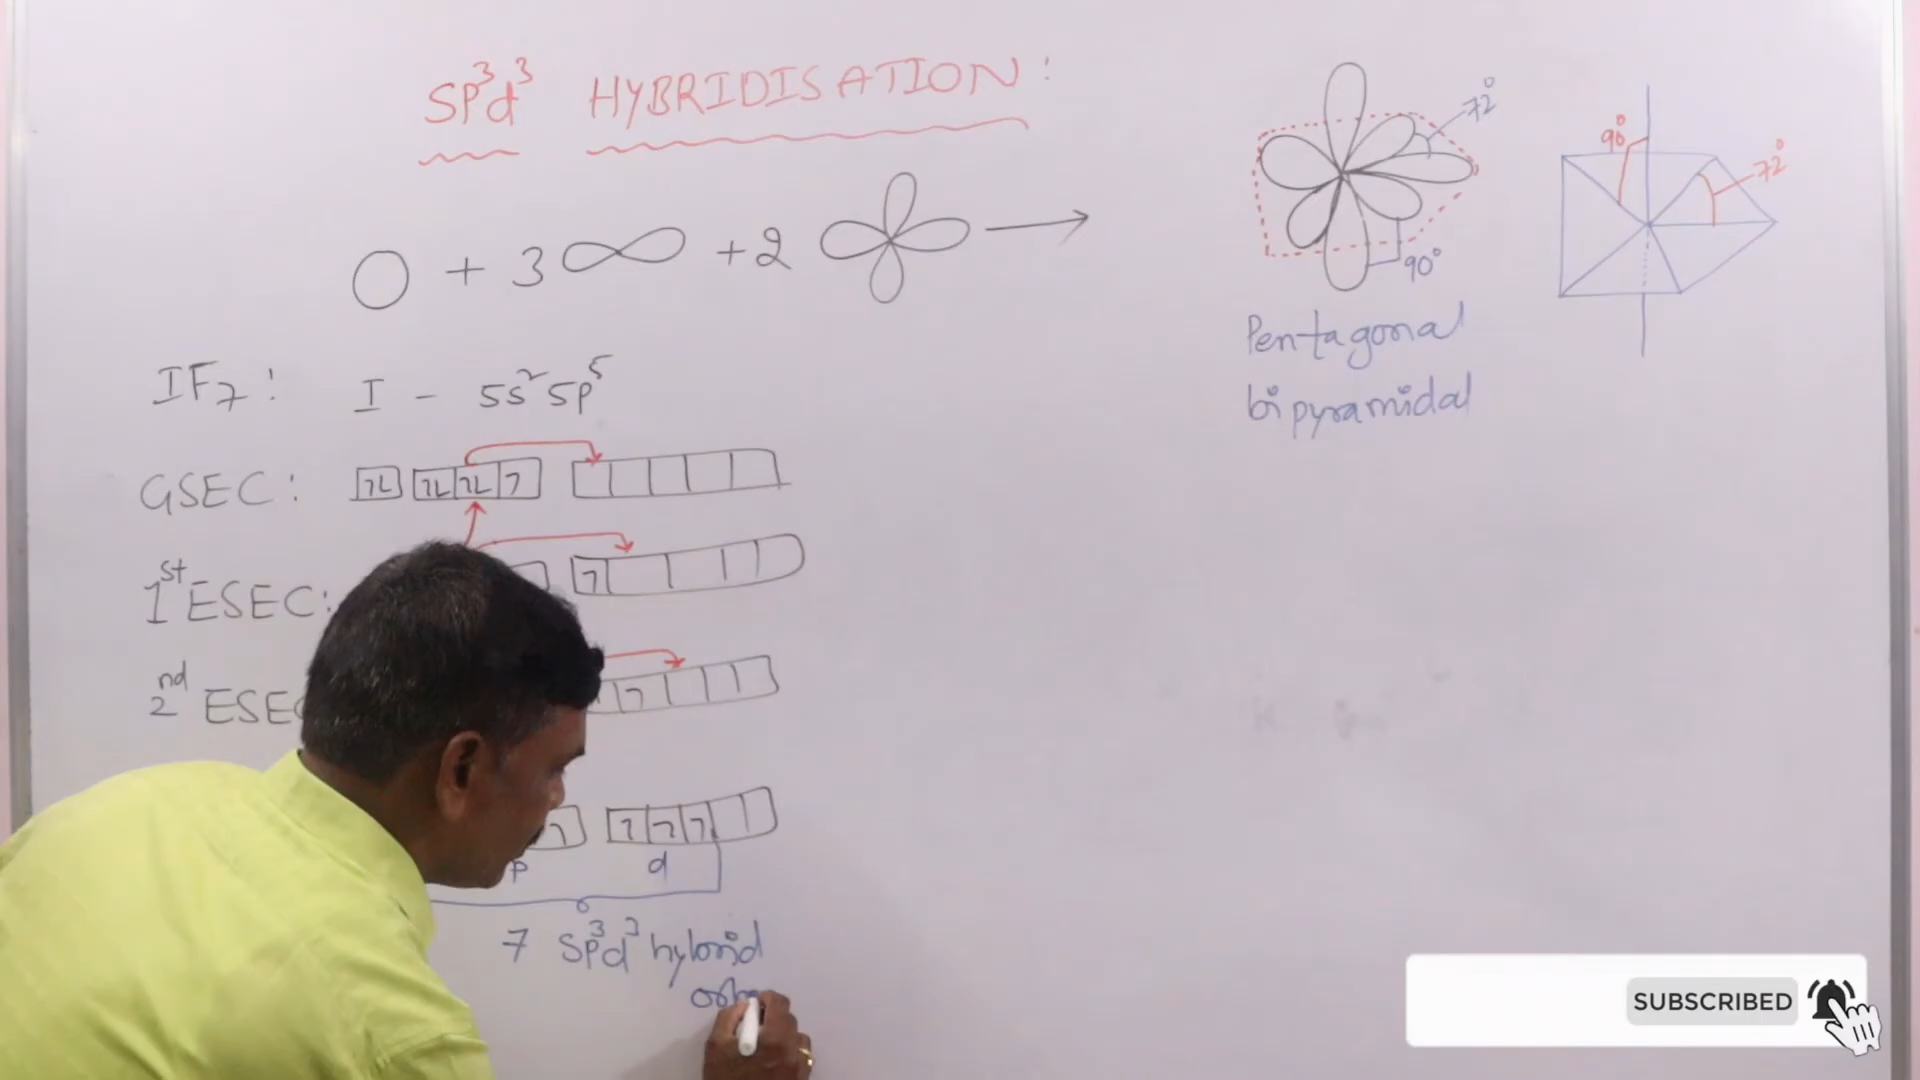 SP³d³ HYBRIDISATION:
O + 3 + 2 →
72°
90°
90°
72°
Pentagonal
bipyramidal
IF₇: I - 5s² 5p⁵
GSEC:
1st ESEC:
2nd ESEC
p d
7 SP³d³ hybrid
SUBSCRIBED